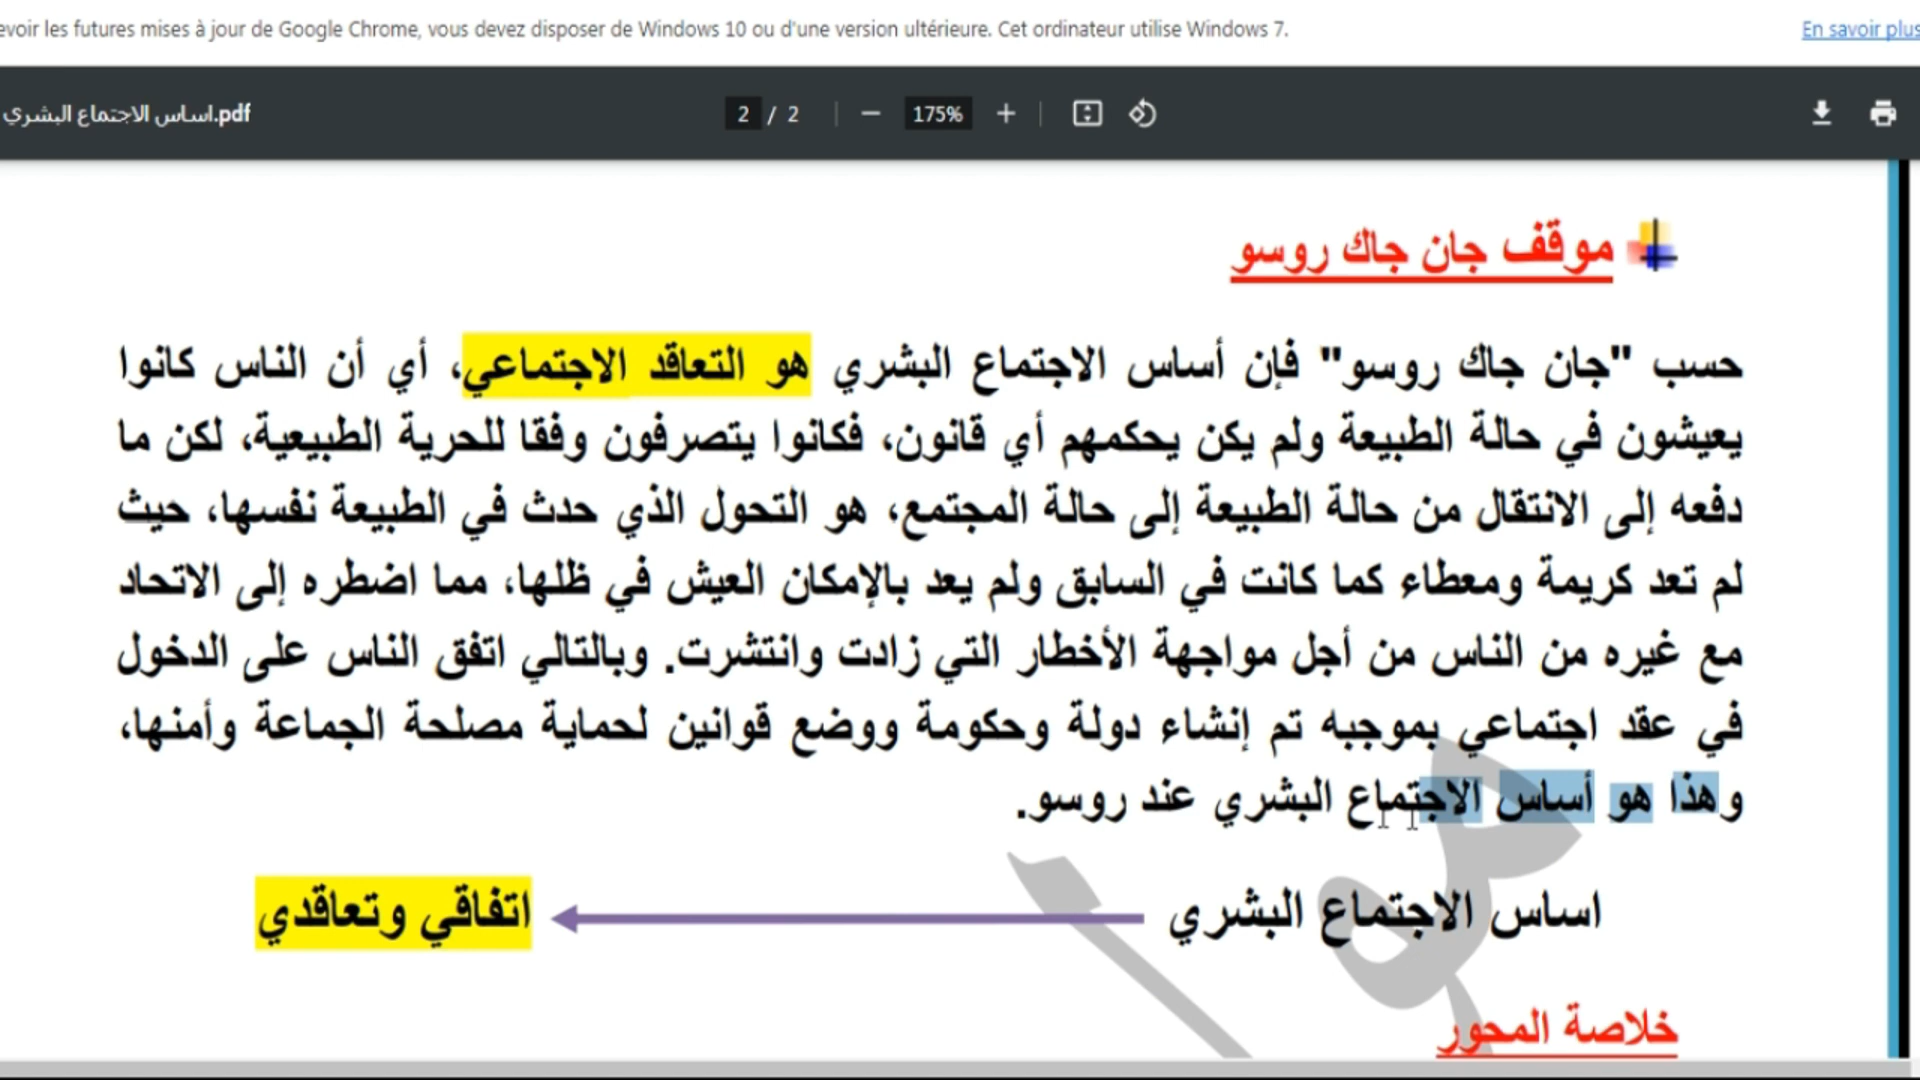 evoir les futures mises à jour de Google Chrome, vous devez disposer de Windows 10 ou d'une version ultérieure. Cet ordinateur utilise Windows 7. En savoir plus
اساس الاجتماع البشري.pdf 2 / 2 175%
موقف جان جاك روسو
حسب "جان جاك روسو" فإن أساس الاجتماع البشري هو التعاقد الاجتماعي، أي أن الناس كانوا
يعيشون في حالة الطبيعة ولم يكن يحكمهم أي قانون، فكانوا يتصرفون وفقا للحرية الطبيعية، لكن ما
دفعه إلى الانتقال من حالة الطبيعة إلى حالة المجتمع، هو التحول الذي حدث في الطبيعة نفسها، حيث
لم تعد كريمة ومعطاء كما كانت في السابق ولم يعد بالإمكان العيش في ظلها، مما اضطره إلى الاتحاد
مع غيره من الناس من أجل مواجهة الأخطار التي زادت وانتشرت. وبالتالي اتفق الناس على الدخول
في عقد اجتماعي بموجبه تم إنشاء دولة وحكومة ووضع قوانين لحماية مصلحة الجماعة وأمنها،
وهذا هو أساس الاجتماع البشري عند روسو.
اساس الاجتماع البشري اتفاقي وتعاقدي
خلاصة المحور